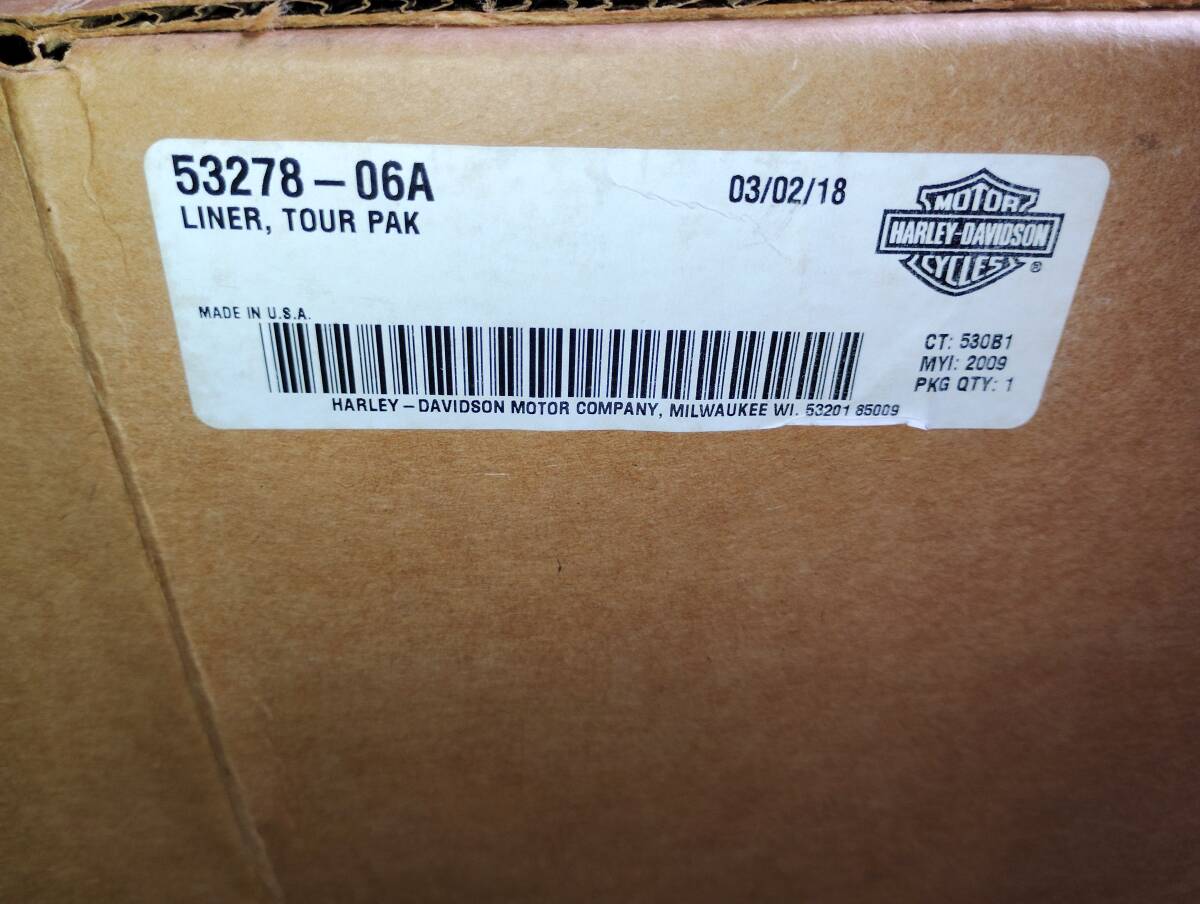 53278-06A
LINER, TOUR PAK
03/02/18
MOTOR
HARLEY-DAVIDSON
CYCLES
®
MADE IN U.S.A.
CT: 530B1
MYI: 2009
PKG QTY: 1
HARLEY-DAVIDSON MOTOR COMPANY, MILWAUKEE WI. 53201 85009